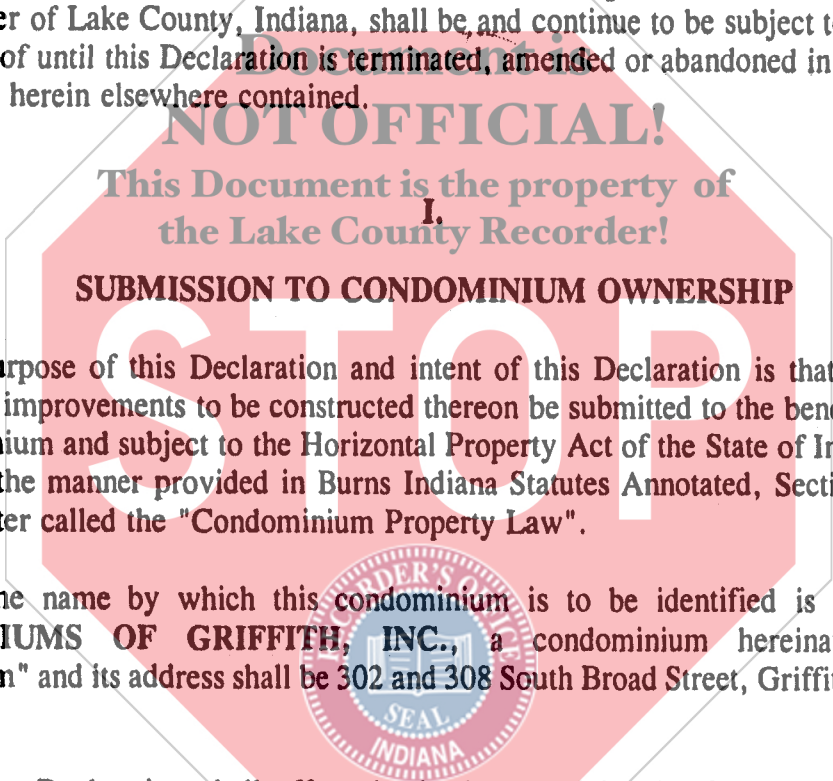 er of Lake County, Indiana, shall be and continue to be subject t
of until this Declaration is terminated, amended or abandoned in
Document is
herein elsewhere contained.
NOT OFFICIAL!
This Document is the property of
I.
the Lake County Recorder!
SUBMISSION TO CONDOMINIUM OWNERSHIP
STOP
urpose of this Declaration and intent of this Declaration is that
improvements to be constructed thereon be submitted to the ben
ium and subject to the Horizontal Property Act of the State of In
the manner provided in Burns Indiana Statutes Annotated, Secti
ter called the "Condominium Property Law".
ne name by which this condominium is to be identified is
IUMS OF GRIFFITH, INC., a condominium hereina
n" and its address shall be 302 and 308 South Broad Street, Griffit
RECORDER'S OFFICE
SEAL
INDIANA